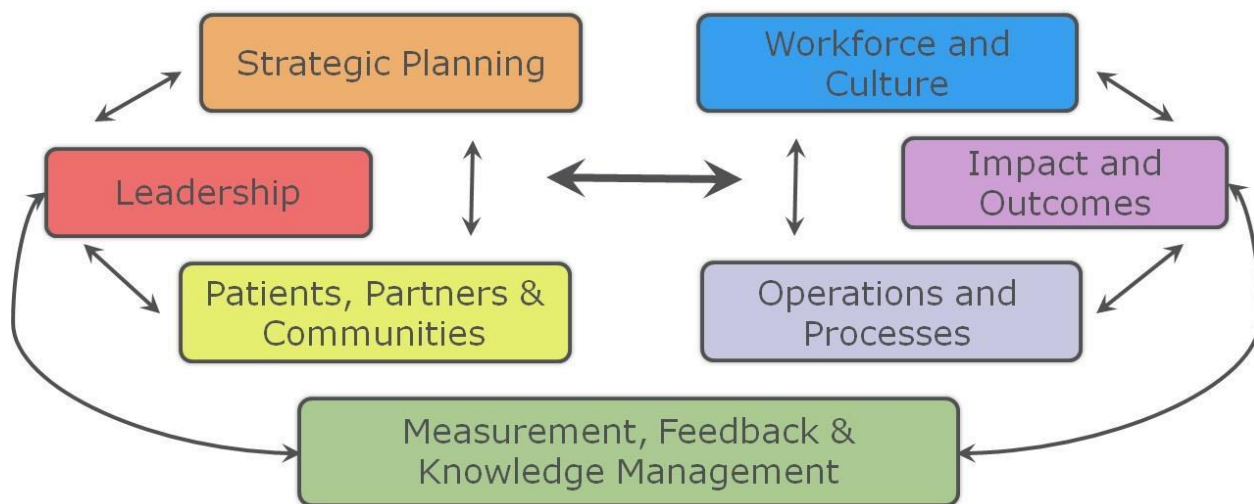 Strategic Planning
Workforce and
Culture
Leadership
Impact and
Outcomes
Patients, Partners &
Communities
Operations and
Processes
Measurement, Feedback &
Knowledge Management